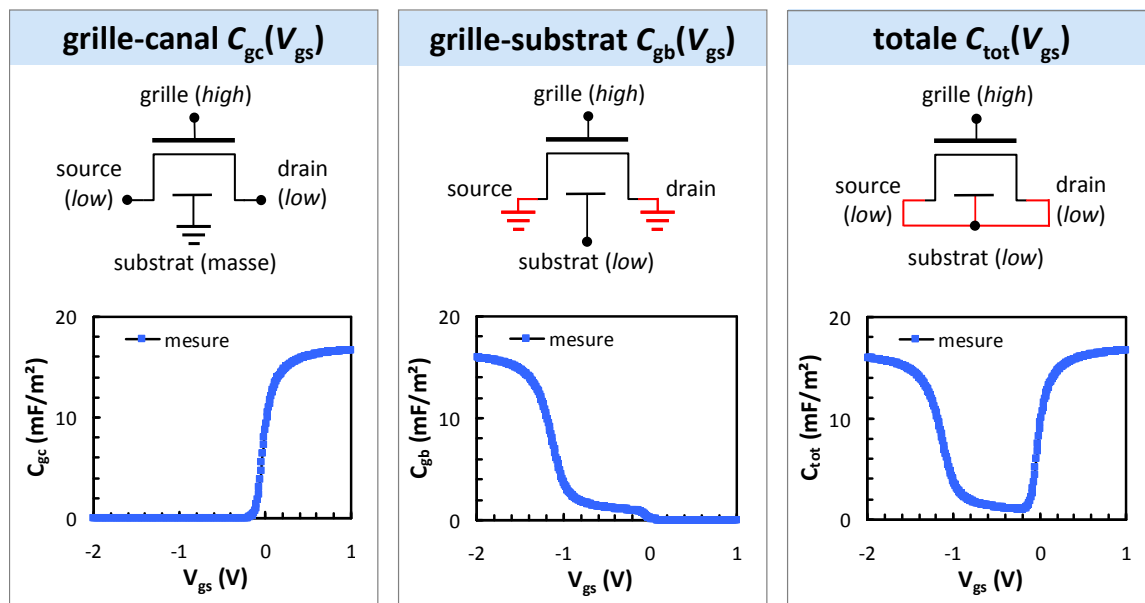 grille-canal Cgc(Vgs)
grille (high)
source (low)
drain (low)
substrat (masse)
20
mesure
10
0
Cgc (mF/m²)
-2 -1 0 1
Vgs (V)
grille-substrat Cgb(Vgs)
grille (high)
source
drain
substrat (low)
20
mesure
10
0
Cgb (mF/m²)
-2 -1 0 1
Vgs (V)
totale Ctot(Vgs)
grille (high)
source (low)
drain (low)
substrat (low)
20
mesure
10
0
Ctot (mF/m²)
-2 -1 0 1
Vgs (V)